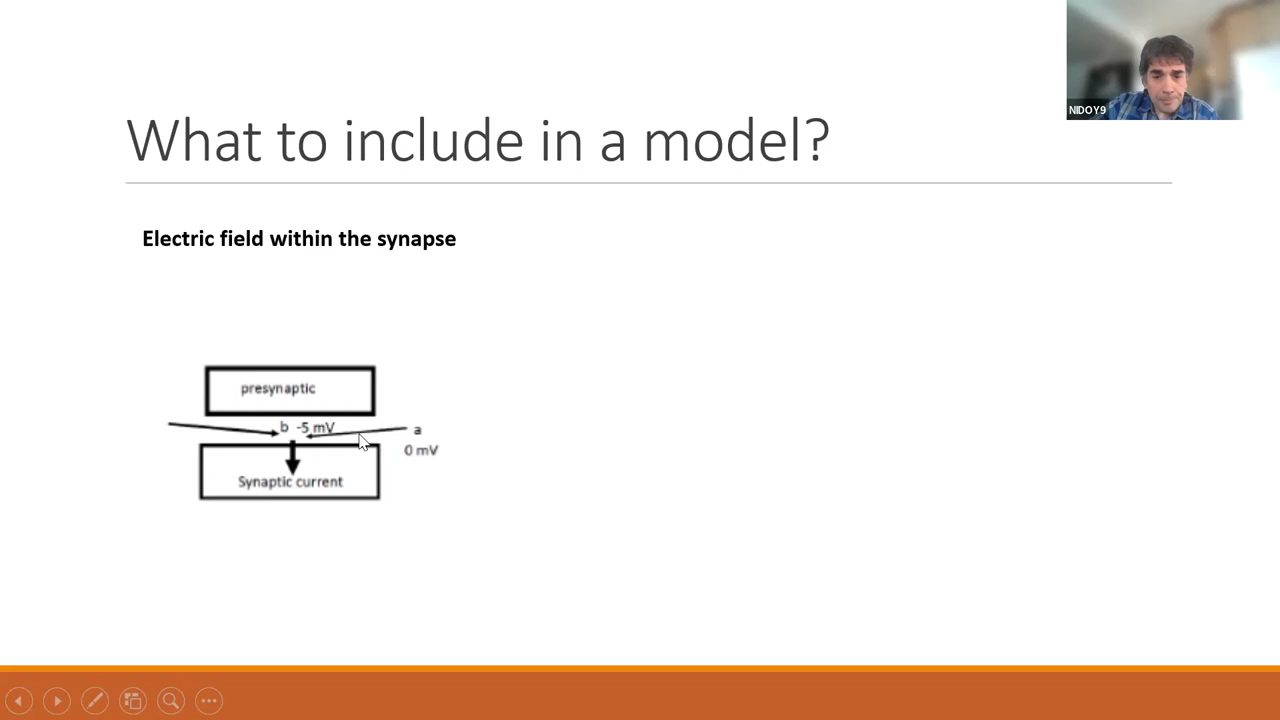 NIDOY9
What to include in a model?
Electric field within the synapse
presynaptic
b -5 mV
a
0 mV
Synaptic current